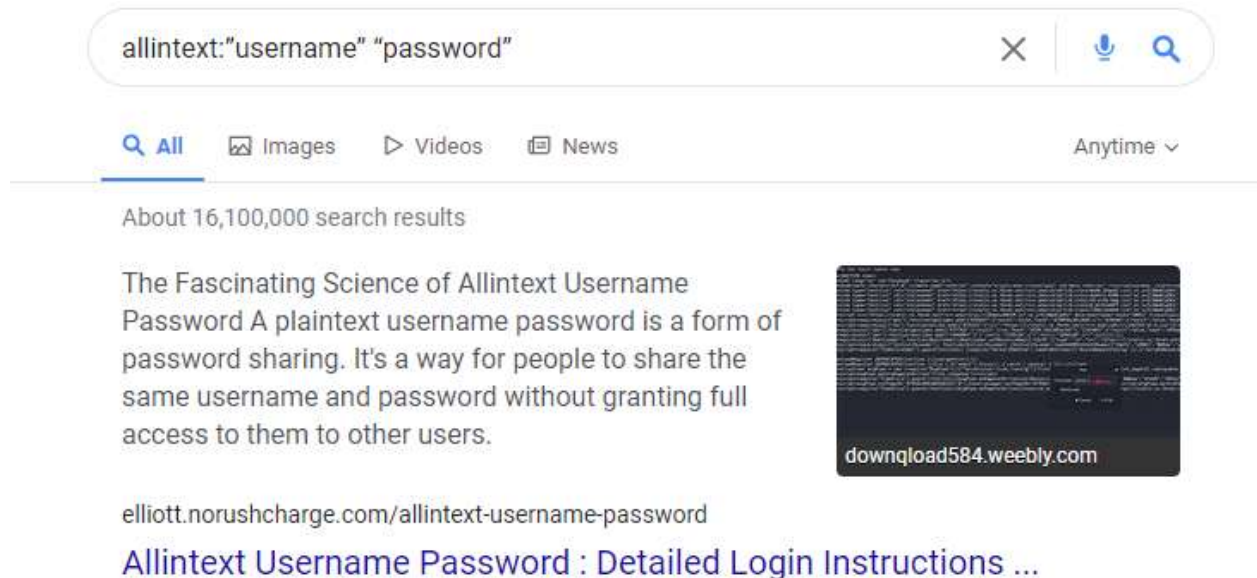 allintext:”username” “password”
All Images Videos News Anytime
About 16,100,000 search results
The Fascinating Science of Allintext Username
Password A plaintext username password is a form of
password sharing. It's a way for people to share the
same username and password without granting full
access to them to other users.
downqload584.weebly.com
elliott.norushcharge.com/allintext-username-password
Allintext Username Password : Detailed Login Instructions ...